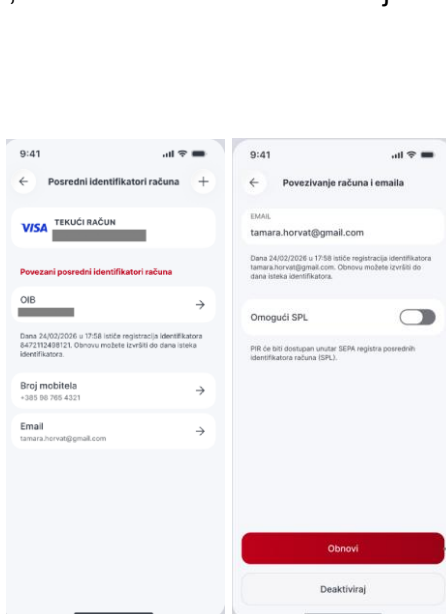 9:41
Posredni identifikatori računa
VISA
TEKUĆI RAČUN
Povezani posredni identifikatori računa
OIB
Dana 24/02/2026 u 17:58 ističe registracija identifikatora
64721124981​21. Obnovu možete izvršiti do dana isteka
identifikatora.
Broj mobitela
+385 96 765 4321
Email
tamara.horvat@gmail.com
9:41
Povezivanje računa i emaila
EMAIL
tamara.horvat@gmail.com
Dana 24/02/2026 u 17:58 ističe registracija identifikatora
tamara.horvat@gmail.com. Obnovu možete izvršiti do
dana isteka identifikatora.
Omogući SPL
PIR će biti dostupan unutar SEPA registra posrednih
identifikatora računa (SPL).
Obnovi
Deaktiviraj